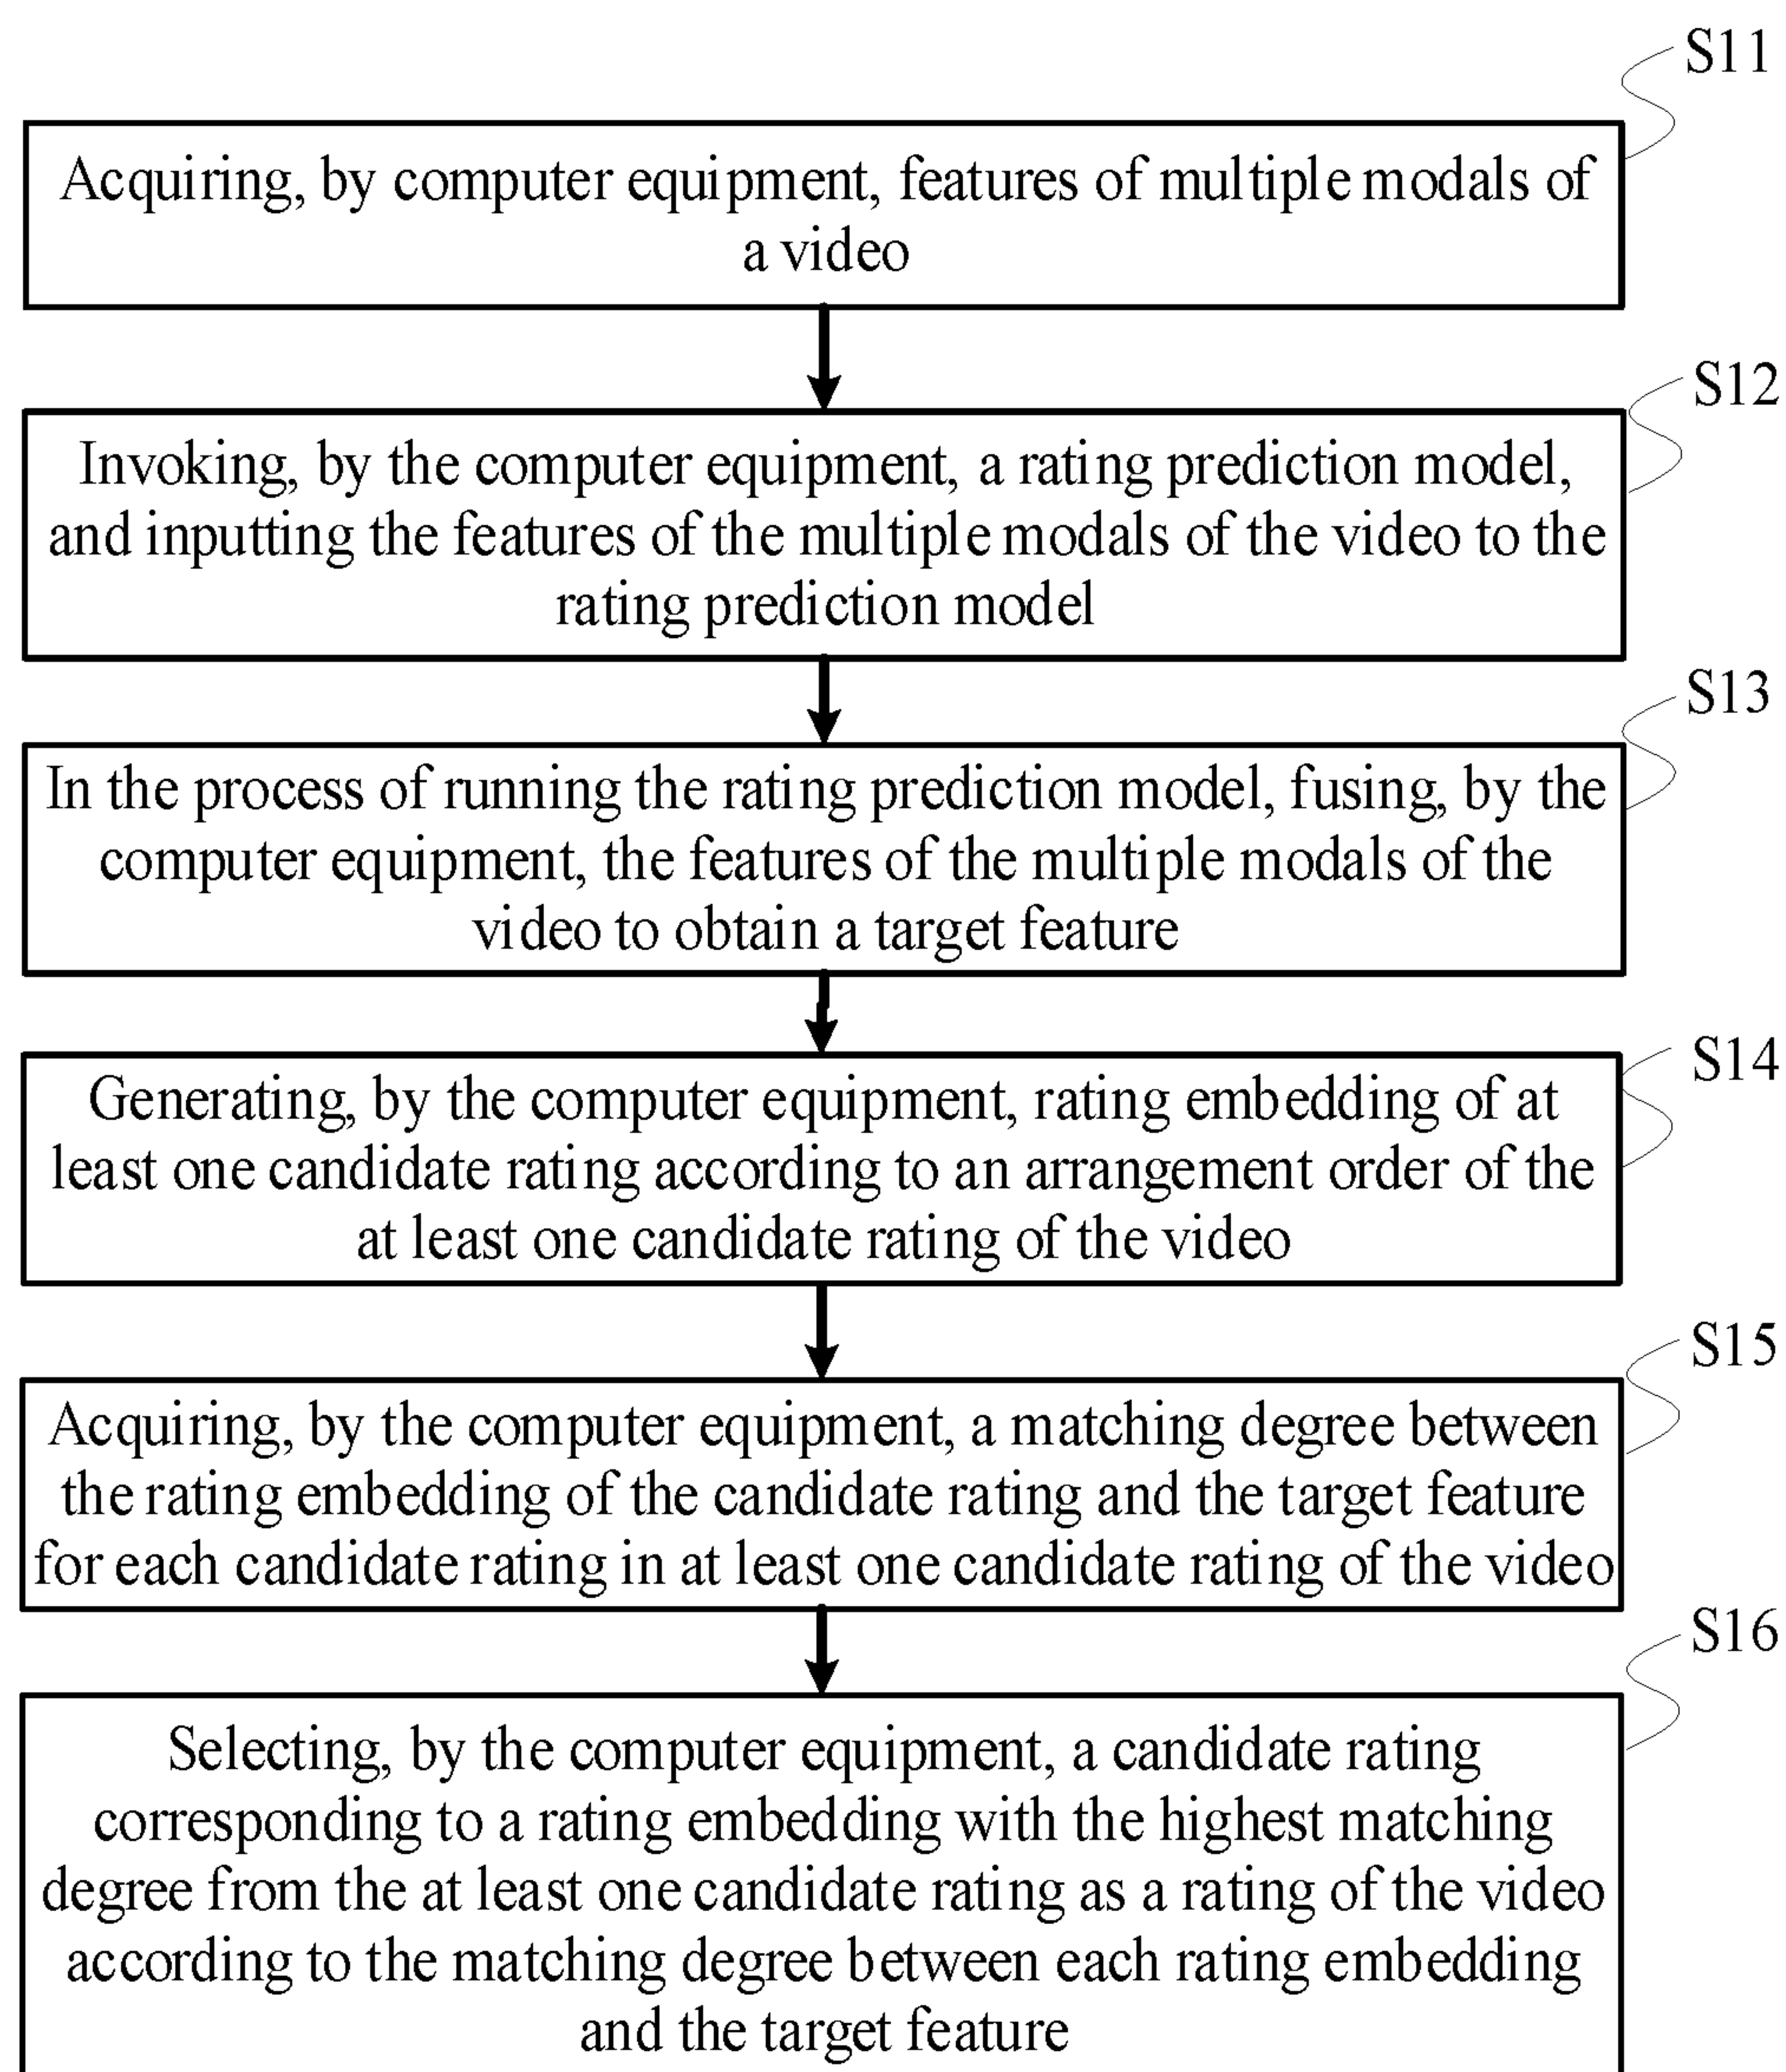 S11
Acquiring, by computer equipment, features of multiple modals of
a video
S12
Invoking, by the computer equipment, a rating prediction model,
and inputting the features of the multiple modals of the video to the
rating prediction model
S13
In the process of running the rating prediction model, fusing, by the
computer equipment, the features of the multiple modals of the
video to obtain a target feature
S14
Generating, by the computer equipment, rating embedding of at
least one candidate rating according to an arrangement order of the
at least one candidate rating of the video
S15
Acquiring, by the computer equipment, a matching degree between
the rating embedding of the candidate rating and the target feature
for each candidate rating in at least one candidate rating of the video
S16
Selecting, by the computer equipment, a candidate rating
corresponding to a rating embedding with the highest matching
degree from the at least one candidate rating as a rating of the video
according to the matching degree between each rating embedding
and the target feature